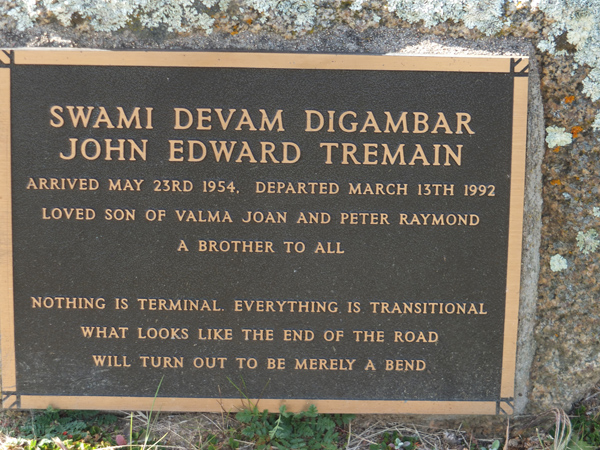 SWAMI DEVAM DIGAMBAR
JOHN EDWARD TREMAIN
ARRIVED MAY 23RD 1954, DEPARTED MARCH 13TH 1992
LOVED SON OF VALMA JOAN AND PETER RAYMOND
A BROTHER TO ALL
NOTHING IS TERMINAL. EVERYTHING IS TRANSITIONAL
WHAT LOOKS LIKE THE END OF THE ROAD
WILL TURN OUT TO BE MERELY A BEND